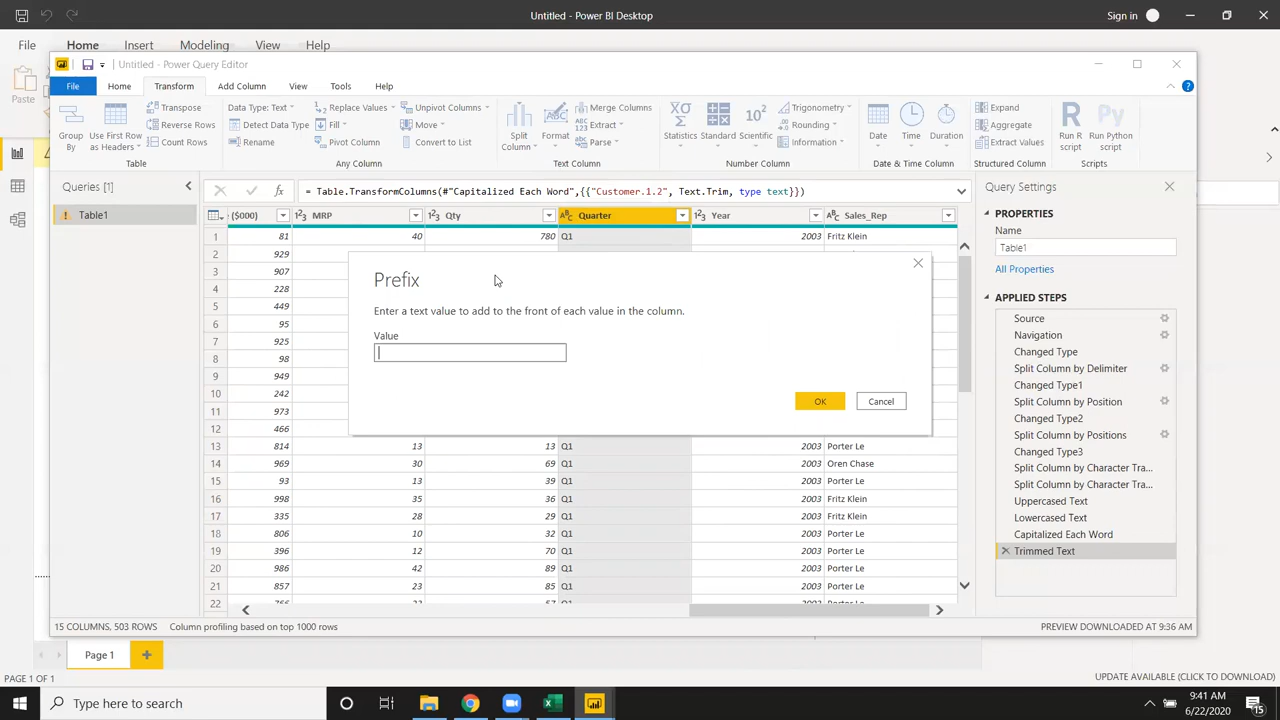 Untitled - Power BI Desktop
Sign in
File Home Insert Modeling View Help
Untitled - Power Query Editor
File Home Transform Add Column View Tools Help
Paste
Group By
Use First Row as Headers
Transpose
Reverse Rows
Count Rows
Table
Data Type: Text
Detect Data Type
Rename
Replace Values
Fill
Pivot Column
Unpivot Columns
Move
Convert to List
Any Column
Split Column
Format
Merge Columns
Extract
Parse
Text Column
Statistics
Standard
Scientific
Trigonometry
Rounding
Information
Number Column
Date
Time
Duration
Date & Time Column
Expand
Aggregate
Extract Values
Structured Column
Run R script
Run Python script
Scripts
Queries [1]
Table1
= Table.TransformColumns(#"Capitalized Each Word",{{"Customer.1.2", Text.Trim, type text}})
($000) MRP Qty Quarter Year Sales_Rep
1 81 40 780 Q1 2003 Fritz Klein
2 929
3 907
4 228
5 449
6 95
7 925
8 98
9 949
10 242
11 973
12 466
13 814 13 13 Q1 2003 Porter Le
14 969 30 69 Q1 2003 Oren Chase
15 93 13 39 Q1 2003 Porter Le
16 998 35 36 Q1 2003 Fritz Klein
17 335 28 29 Q1 2003 Fritz Klein
18 806 10 32 Q1 2003 Porter Le
19 396 12 70 Q1 2003 Porter Le
20 986 42 89 Q1 2003 Porter Le
21 857 23 85 Q1 2003 Porter Le
22
Prefix
Enter a text value to add to the front of each value in the column.
Value
OK
Cancel
Query Settings
PROPERTIES
Name
Table1
All Properties
APPLIED STEPS
Source
Navigation
Changed Type
Split Column by Delimiter
Changed Type1
Split Column by Position
Changed Type2
Split Column by Positions
Changed Type3
Split Column by Character Tra...
Split Column by Character Tra...
Uppercased Text
Lowercased Text
Capitalized Each Word
Trimmed Text
15 COLUMNS, 503 ROWS
Column profiling based on top 1000 rows
PREVIEW DOWNLOADED AT 9:36 AM
Page 1
PAGE 1 OF 1
UPDATE AVAILABLE (CLICK TO DOWNLOAD)
Type here to search
9:41 AM
6/22/2020
15